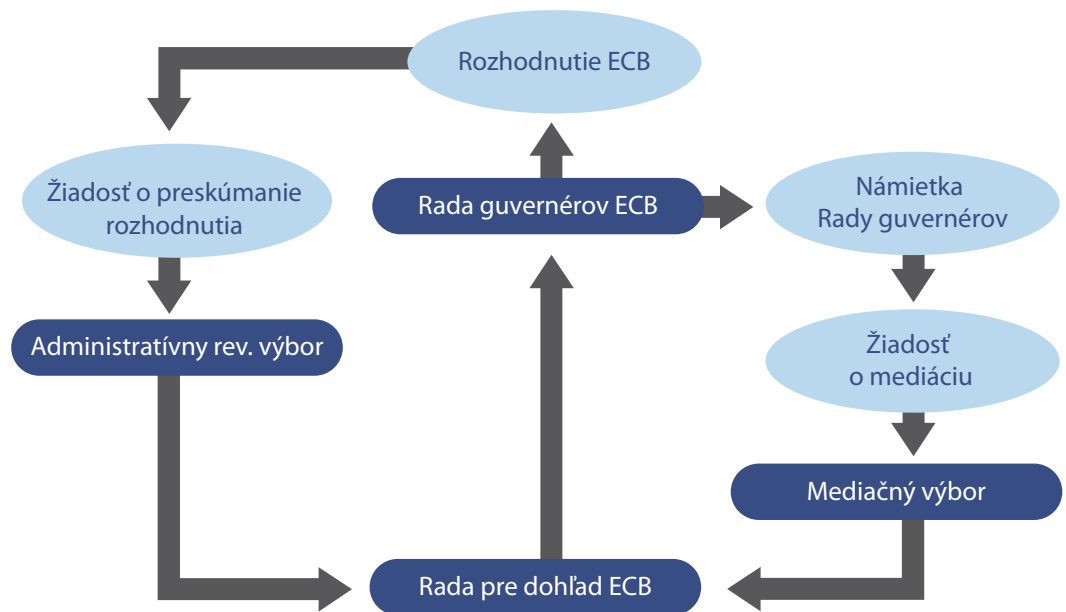 Rozhodnutie ECB
Žiadosť o preskúmanie
rozhodnutia
Rada guvernérov ECB
Námietka
Rady guvernérov
Administratívny rev. výbor
Žiadosť
o mediáciu
Mediačný výbor
Rada pre dohľad ECB